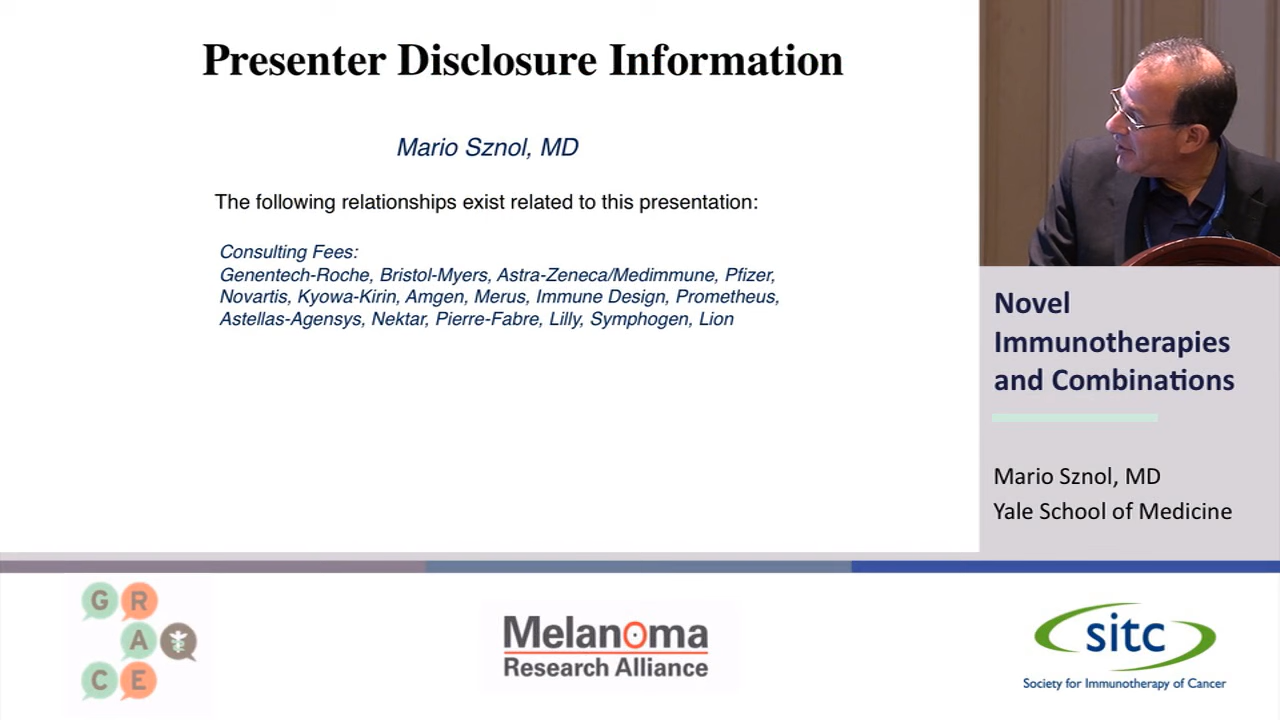 Presenter Disclosure Information
Mario Sznol, MD
The following relationships exist related to this presentation:
Consulting Fees:
Genentech-Roche, Bristol-Myers, Astra-Zeneca/Medimmune, Pfizer,
Novartis, Kyowa-Kirin, Amgen, Merus, Immune Design, Prometheus,
Astellas-Agensys, Nektar, Pierre-Fabre, Lilly, Symphogen, Lion
Novel
Immunotherapies
and Combinations
Mario Sznol, MD
Yale School of Medicine
G R
A
C E
Melanoma
Research Alliance
sitc
Society for Immunotherapy of Cancer